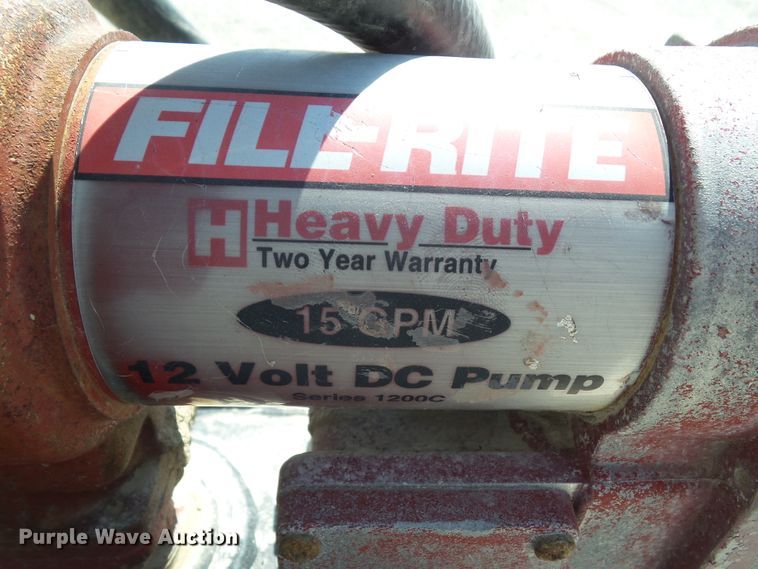 FILL-RITE
H Heavy Duty
Two Year Warranty
15 GPM
12 Volt DC Pump
Series 1200C
Purple Wave Auction